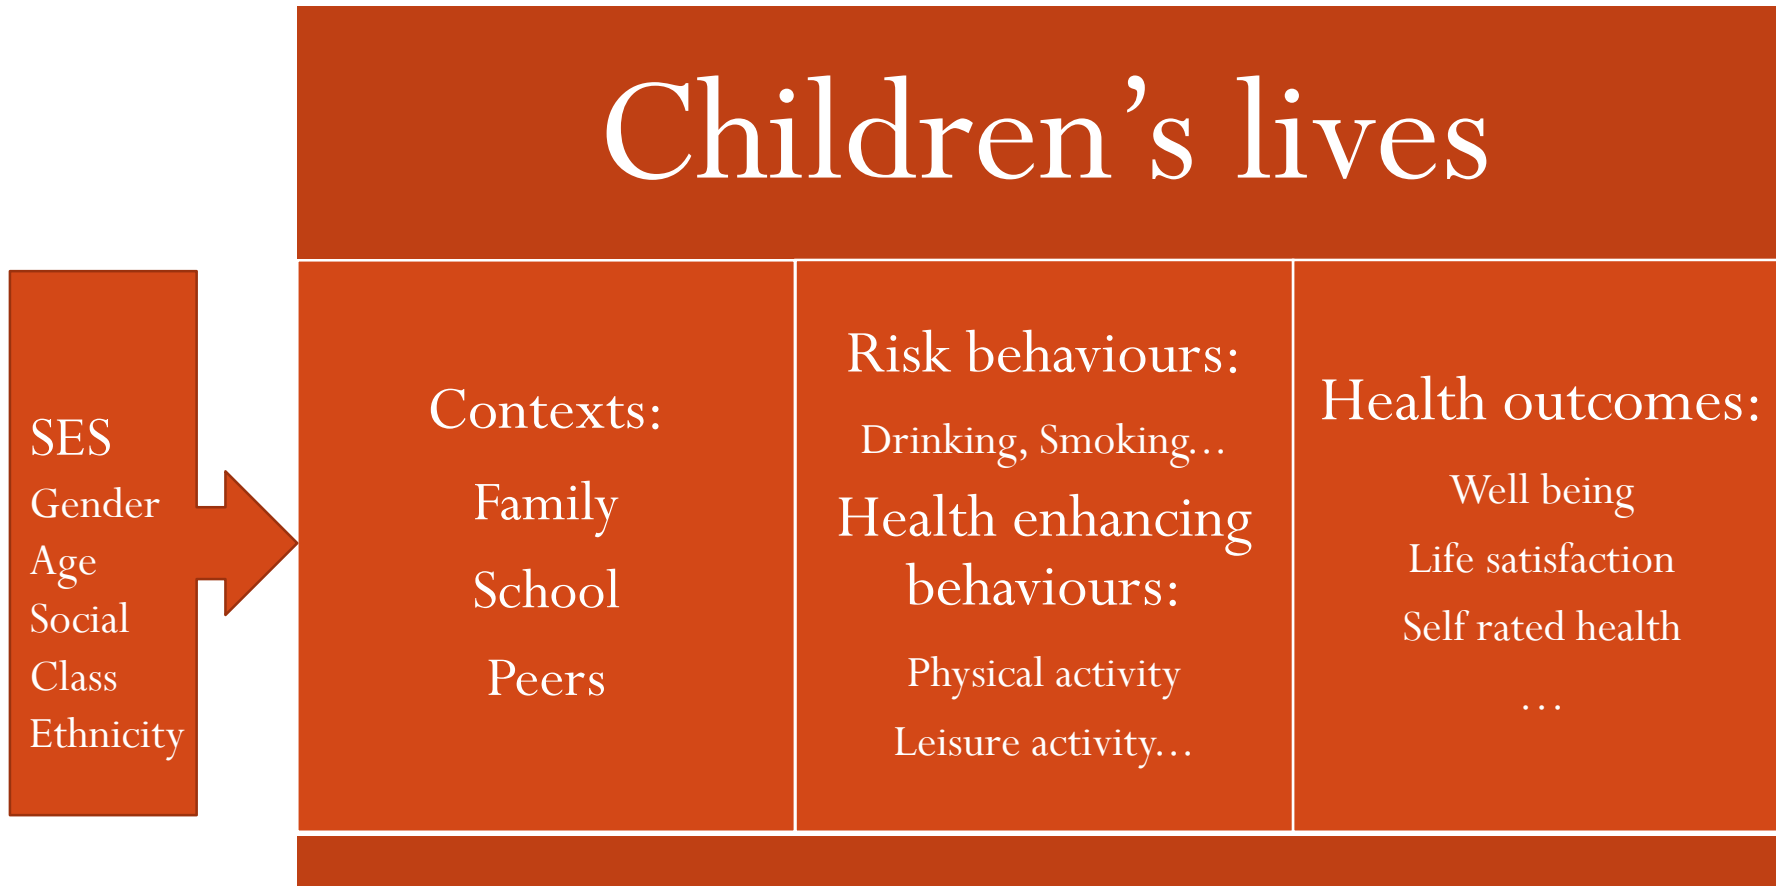 Children’s lives
SES
Gender
Age
Social
Class
Ethnicity
Contexts:
Family
School
Peers
Risk behaviours:
Drinking, Smoking…
Health enhancing
behaviours:
Physical activity
Leisure activity…
Health outcomes:
Well being
Life satisfaction
Self rated health
…